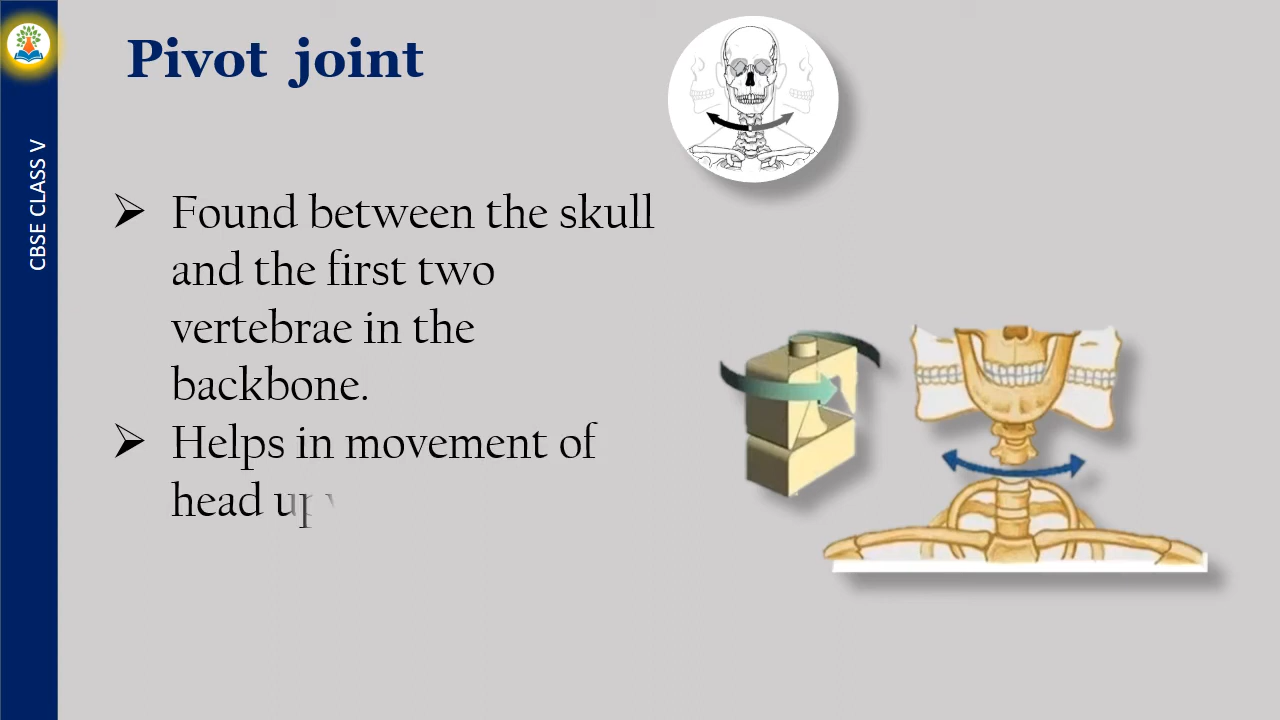 Pivot joint
CBSE CLASS V
➢ Found between the skull
and the first two
vertebrae in the
backbone.
➢ Helps in movement of
head up